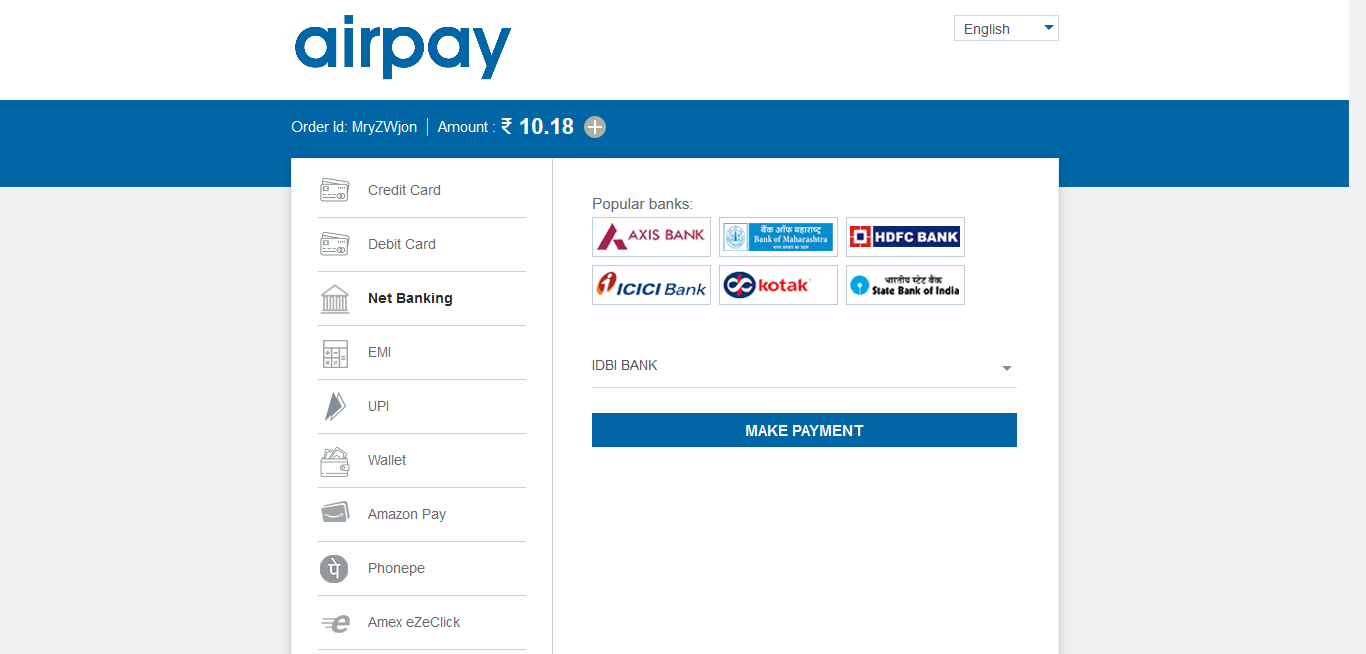 airpay
English
Order Id: MryZWjon
Amount : ₹ 10.18
Credit Card
Debit Card
Net Banking
EMI
UPI
Wallet
Amazon Pay
पे
Phonepe
Amex eZeClick
Popular banks:
AXIS BANK
बैंक ऑफ महाराष्ट्र
Bank of Maharashtra
HDFC BANK
ICICI Bank
kotak
भारतीय स्टेट बैंक
State Bank of India
IDBI BANK
MAKE PAYMENT